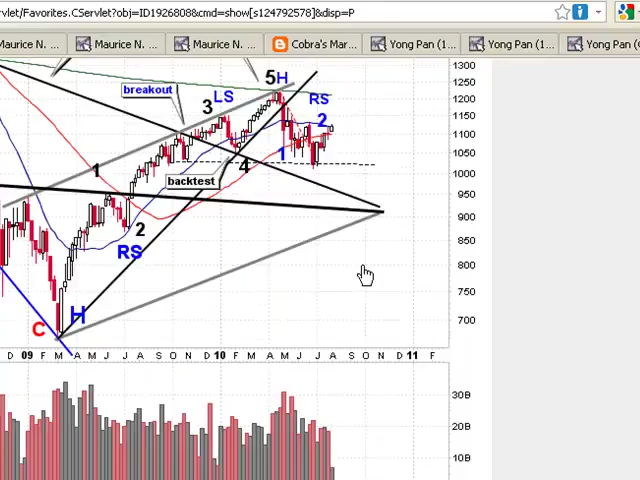 rvlet/Favorites.CServlet?obj=ID1926808&cmd=show[s124792578]&disp=P
Maurice N. ... Maurice N. ... Maurice N. ... Cobra's Mar... Yong Pan (1... Yong Pan (1... Yong Pan (
1300
1250
1200
1150
1100
1050
1000
950
900
850
800
750
700
breakout
5 H
3 LS
RS
2
1
1
4
backtest
2
RS
H
C
D 09 F M A M J J A S O N D 10 F M A M J J A S O N D 11 F
30B
20B
10B